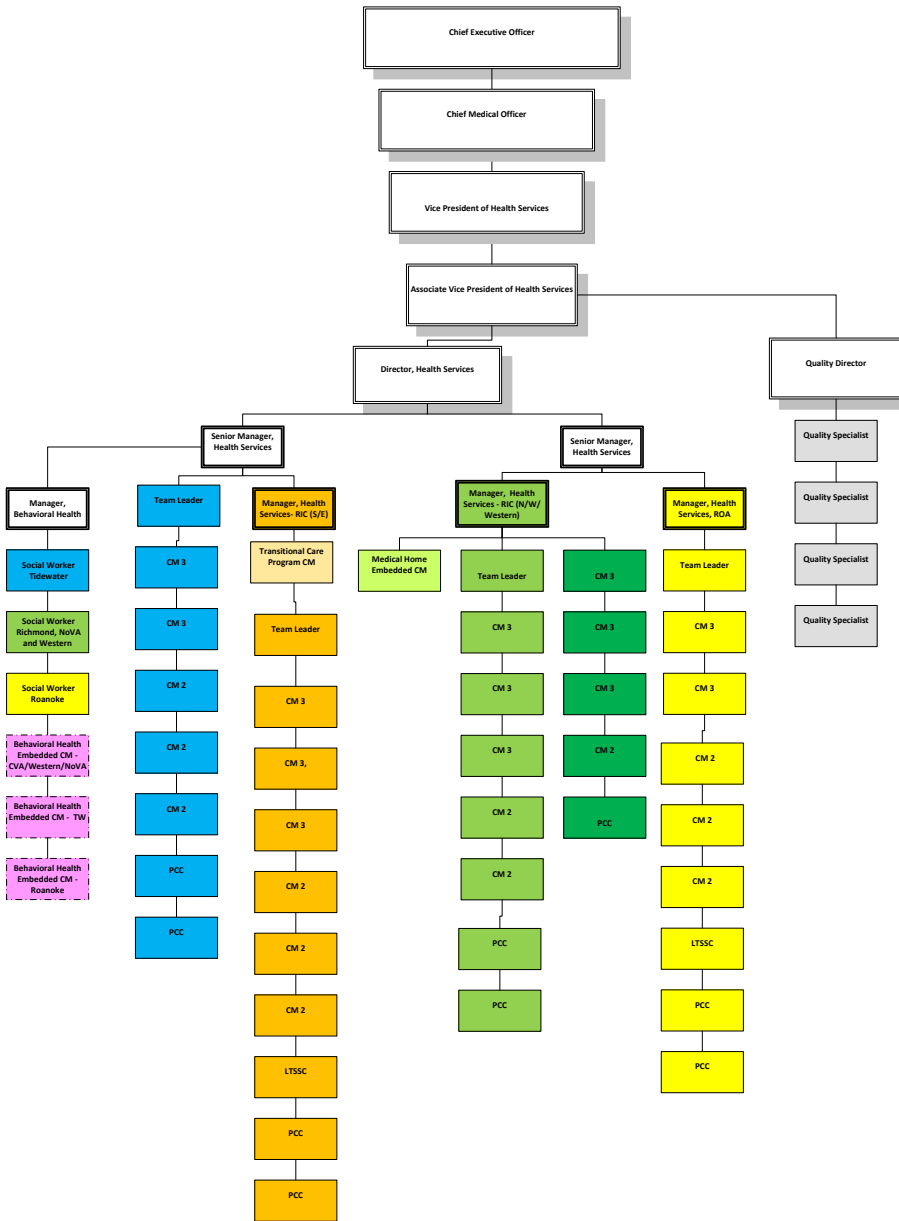 Chief Executive Officer
Chief Medical Officer
Vice President of Health Services
Associate Vice President of Health Services
Director, Health Services
Quality Director
Senior Manager,
Health Services
Senior Manager,
Health Services
Manager,
Behavioral Health
Social Worker
Tidewater
Social Worker
Richmond, NoVA
and Western
Social Worker
Roanoke
Behavioral Health
Embedded CM -
CVA/Western/NoVA
Behavioral Health
Embedded CM - TW
Behavioral Health
Embedded CM -
Roanoke
Team Leader
CM 3
CM 3
CM 2
CM 2
CM 2
PCC
PCC
Manager, Health
Services- RIC (S/E)
Transitional Care
Program CM
Team Leader
CM 3
CM 3,
CM 3
CM 2
CM 2
CM 2
LTSSC
PCC
PCC
Manager, Health
Services - RIC (N/W/
Western)
Medical Home
Embedded CM
Team Leader
CM 3
CM 3
CM 3
CM 2
CM 2
PCC
PCC
CM 3
CM 3
CM 3
CM 2
PCC
Manager, Health
Services, ROA
Team Leader
CM 3
CM 3
CM 2
CM 2
CM 2
LTSSC
PCC
PCC
Quality Specialist
Quality Specialist
Quality Specialist
Quality Specialist